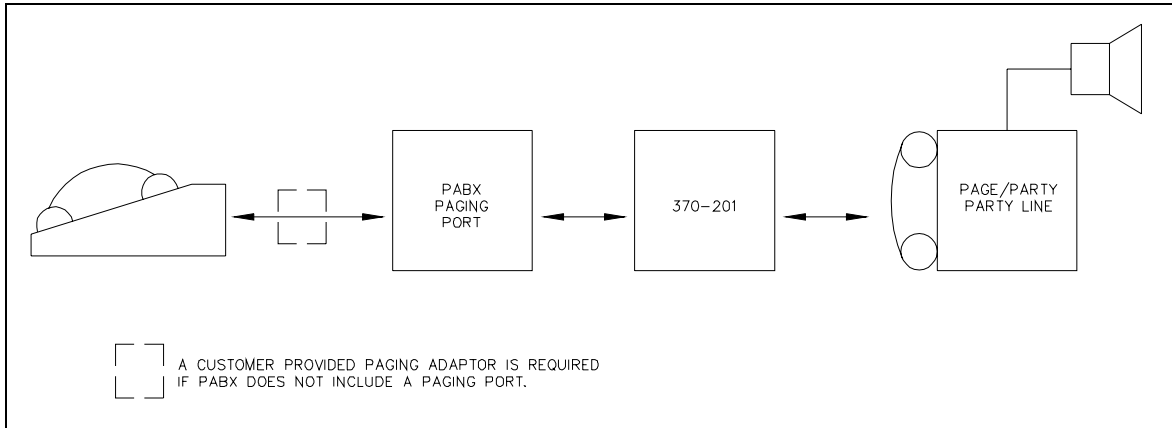 PABX
PAGING
PORT
370-201
PAGE/PARTY
PARTY LINE
A CUSTOMER PROVIDED PAGING ADAPTOR IS REQUIRED
IF PABX DOES NOT INCLUDE A PAGING PORT.